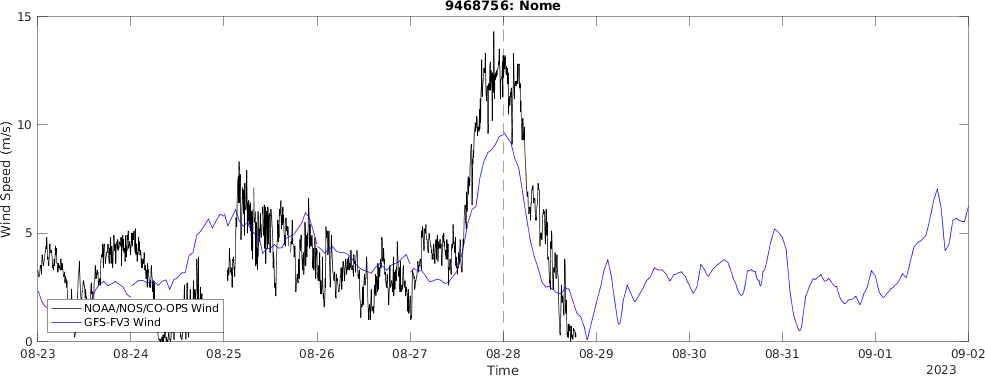 9468756: Nome
15
10
5
0
Wind Speed (m/s)
NOAA/NOS/CO-OPS Wind
GFS-FV3 Wind
08-23 08-24 08-25 08-26 08-27 08-28 08-29 08-30 08-31 09-01 09-02
Time
2023